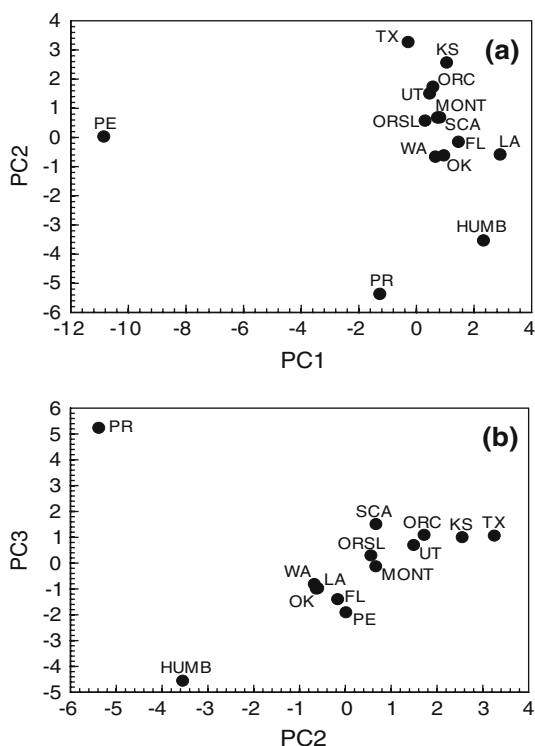 (a)
PC2
4
3
2
1
0
-1
-2
-3
-4
-5
-6
TX
KS
ORC
UT
MONT
ORSL
SCA
PE
WA
FL
LA
OK
HUMB
PR
-12 -10 -8 -6 -4 -2 0 2 4 6
PC1
(b)
PC3
6
5
4
3
2
1
0
-1
-2
-3
-4
-5
PR
SCA
ORC
KS
TX
ORSL
UT
MONT
WA
LA
OK
FL
PE
HUMB
-6 -5 -4 -3 -2 -1 0 1 2 3 4
PC2